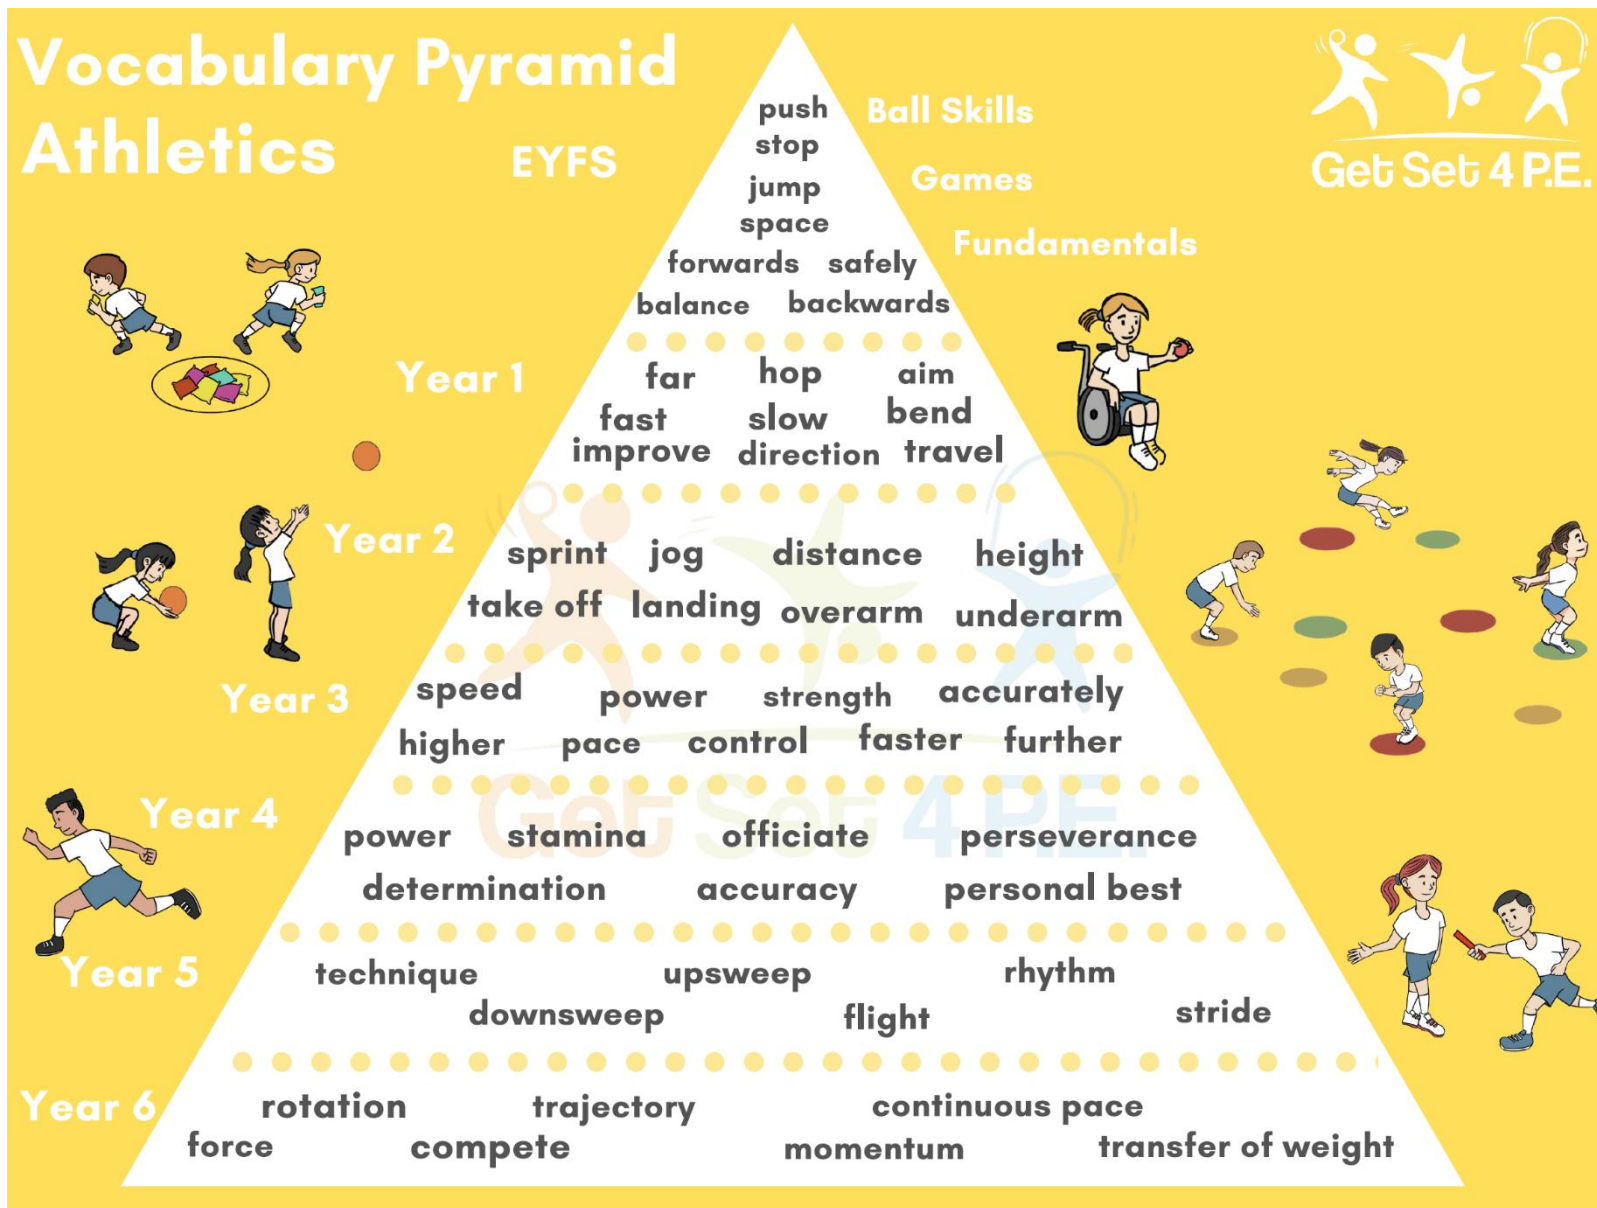 Vocabulary Pyramid
Athletics
EYFS
Ball Skills
Games
Fundamentals
Get Set 4 P.E.
push
stop
jump
space
forwards safely
balance backwards
Year 1
far hop aim
fast slow bend
improve direction travel
Year 2
sprint jog distance height
take off landing overarm underarm
Year 3
speed power strength accurately
higher pace control faster further
Get Set 4 P.E.
Year 4
power stamina officiate perseverance
determination accuracy personal best
Year 5
technique upsweep rhythm
downsweep flight stride
Year 6
rotation trajectory continuous pace
force compete momentum transfer of weight